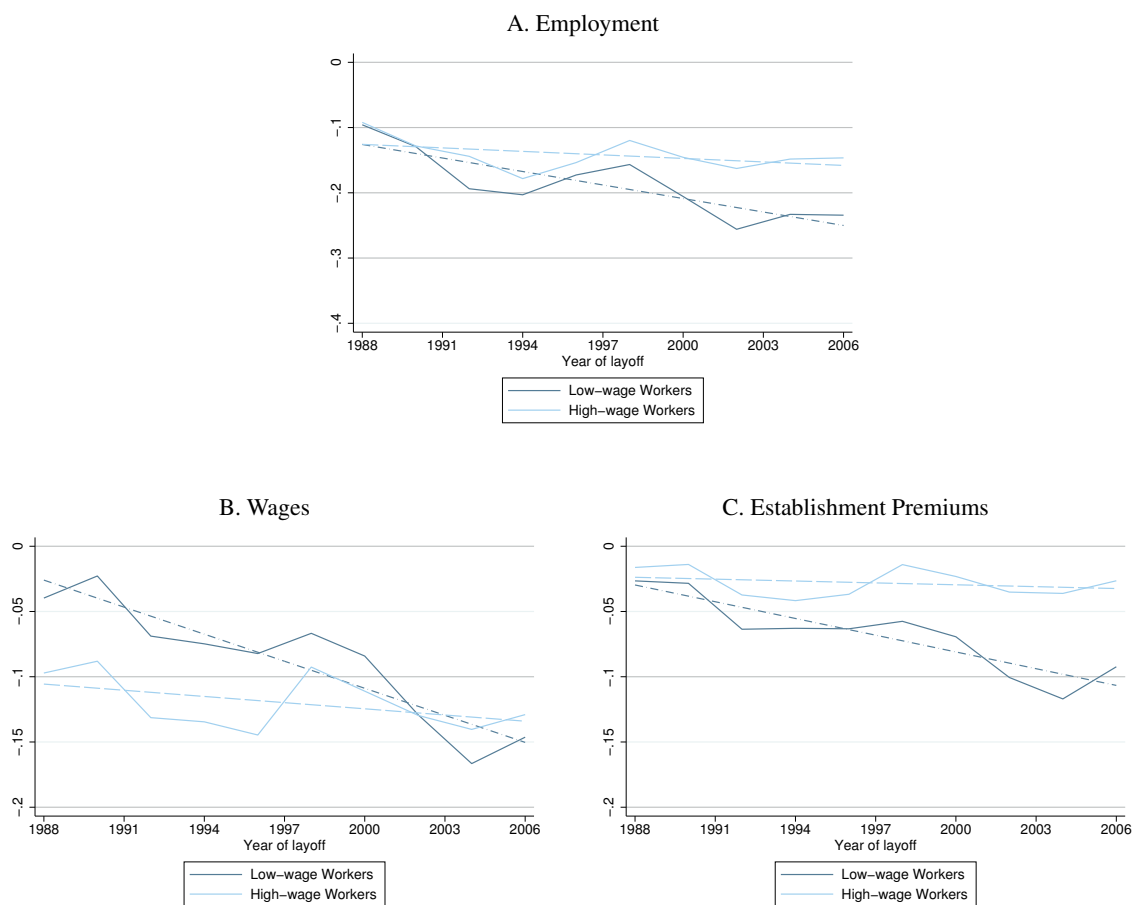 A. Employment
0
−.1
−.2
−.3
−.4
1988 1991 1994 1997 2000 2003 2006
Year of layoff
Low−wage Workers
High−wage Workers
B. Wages
0
−.05
−.1
−.15
−.2
1988 1991 1994 1997 2000 2003 2006
Year of layoff
Low−wage Workers
High−wage Workers
C. Establishment Premiums
0
−.05
−.1
−.15
−.2
1988 1991 1994 1997 2000 2003 2006
Year of layoff
Low−wage Workers
High−wage Workers